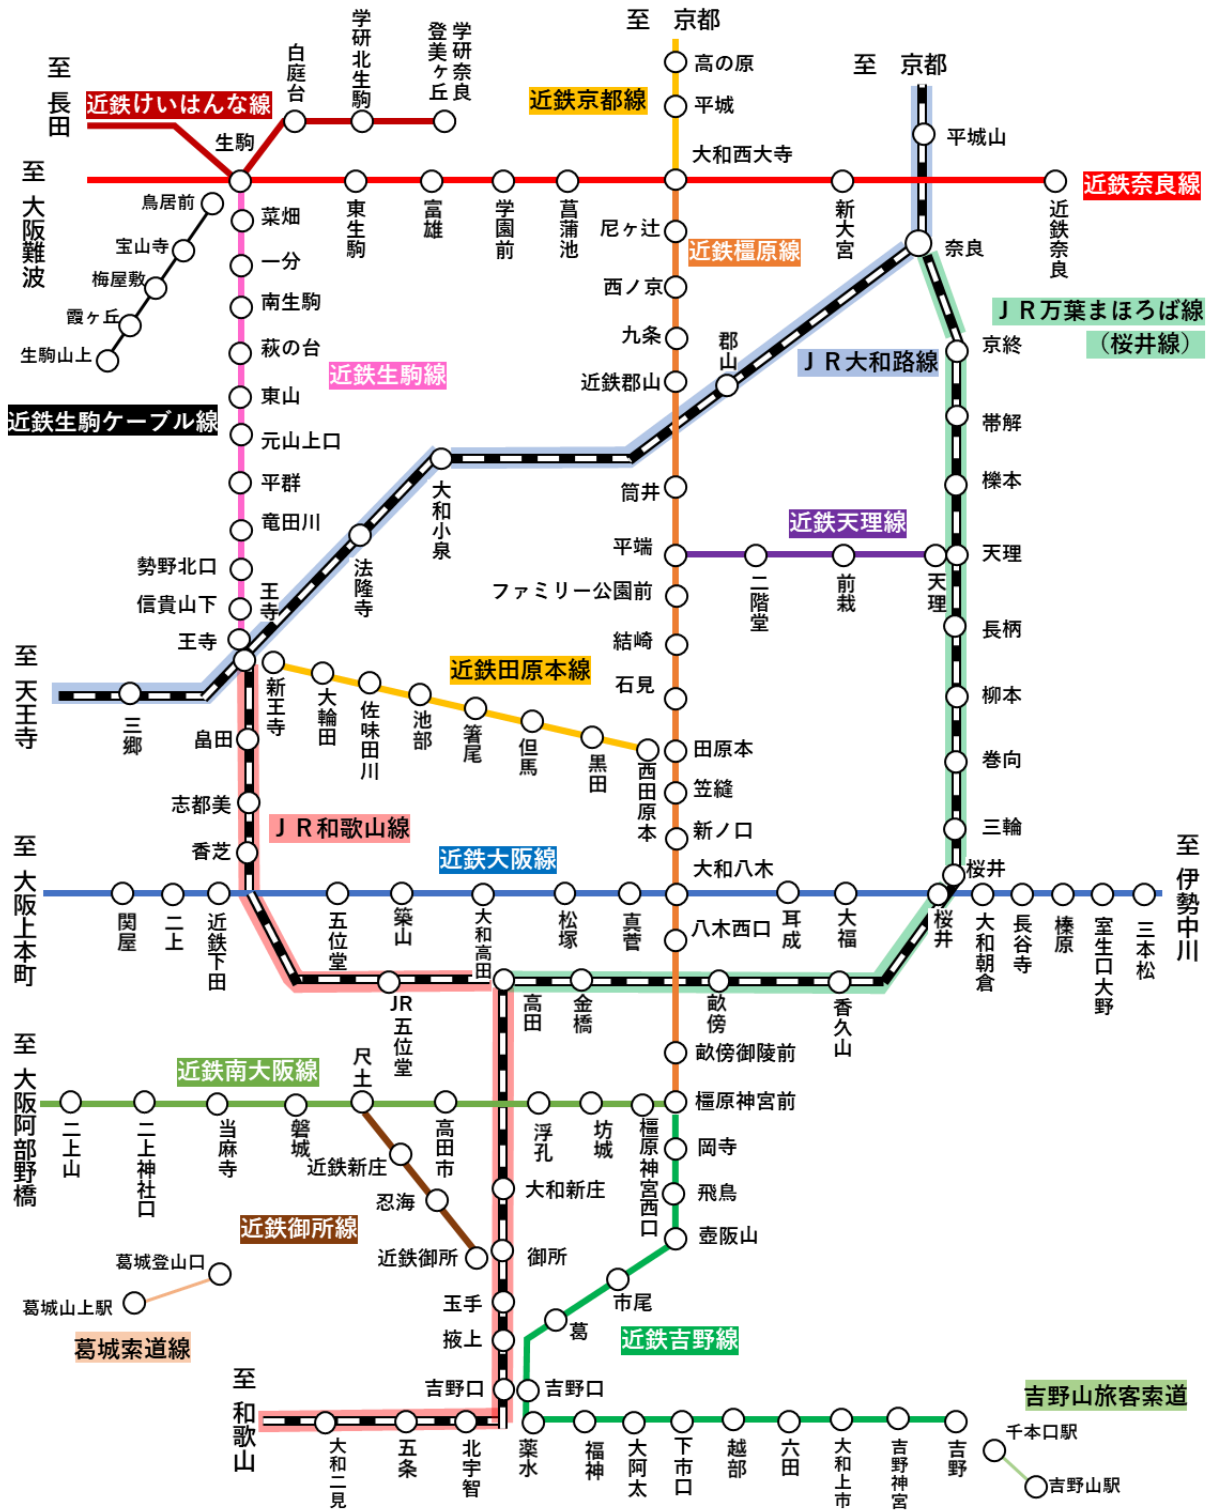 至 京都
高の原
平城
近鉄京都線
大和西大寺
至 京都
平城山
至 長田
近鉄けいはんな線
生駒
白庭台
学研北生駒
学研奈良
登美ヶ丘
至 大阪難波
東生駒
富雄
学園前
菖蒲池
新大宮
近鉄奈良
近鉄奈良線
鳥居前
宝山寺
梅屋敷
霞ヶ丘
生駒山上
近鉄生駒ケーブル線
菜畑
一分
南生駒
萩の台
東山
元山上口
平群
竜田川
勢野北口
信貴山下
王寺
王寺
近鉄生駒線
尼ヶ辻
西ノ京
九条
近鉄郡山
筒井
平端
ファミリー公園前
結崎
石見
田原本
笠縫
新ノ口
大和八木
八木西口
畝傍御陵前
橿原神宮前
近鉄橿原線
奈良
郡山
大和小泉
法隆寺
三郷
至 天王寺
ＪＲ大和路線
ＪＲ万葉まほろば線
（桜井線）
京終
帯解
櫟本
天理
長柄
柳本
巻向
三輪
桜井
近鉄天理線
二階堂
前栽
天理
近鉄田原本線
新王寺
大輪田
佐味田川
池部
箸尾
但馬
黒田
西田原本
畠田
志都美
香芝
ＪＲ和歌山線
至 大阪上本町
近鉄大阪線
関屋
二上
近鉄下田
五位堂
築山
大和高田
松塚
真菅
耳成
大福
桜井
大和朝倉
長谷寺
榛原
室生口大野
三本松
至 伊勢中川
JR五位堂
高田
金橋
畝傍
香久山
至 大阪阿部野橋
近鉄南大阪線
二上山
二上神社口
当麻寺
磐城
尺土
高田市
浮孔
坊城
橿原神宮西口
近鉄新庄
忍海
近鉄御所
近鉄御所線
大和新庄
御所
玉手
掖上
吉野口
北宇智
五条
大和二見
至 和歌山
葛城登山口
葛城山上駅
葛城索道線
岡寺
飛鳥
壺阪山
市尾
葛
吉野口
近鉄吉野線
薬水
福神
大阿太
下市口
越部
六田
大和上市
吉野神宮
吉野
吉野山旅客索道
千本口駅
吉野山駅